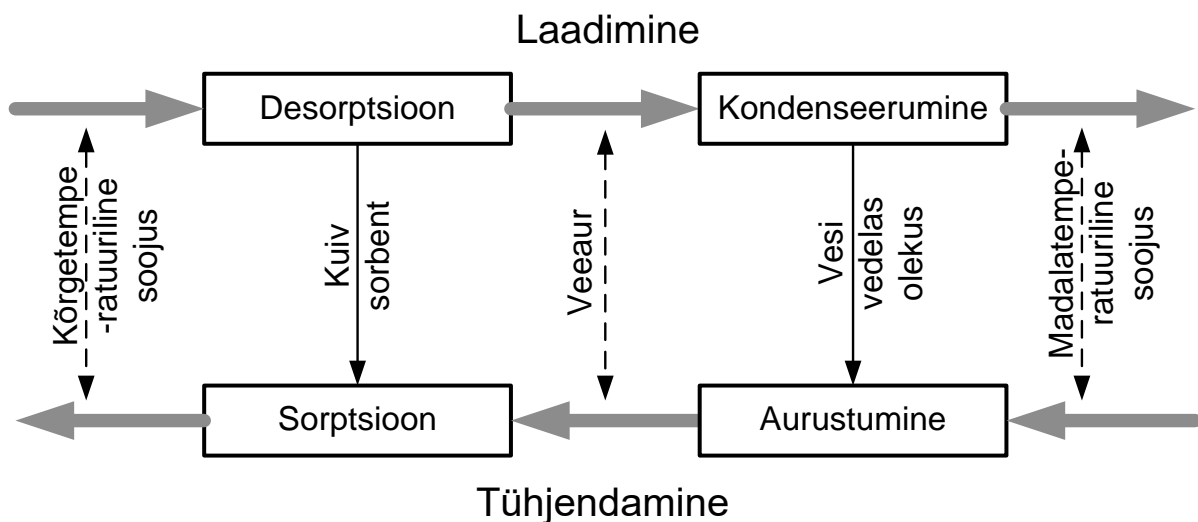 Laadimine
Desorptsioon
Kondenseerumine
Kõrgetempe
-ratuuriline
soojus
Kuiv
sorbent
Veeaur
Vesi
vedelas
olekus
Madalatempe-
ratuuriline
soojus
Sorptsioon
Aurustumine
Tühjendamine